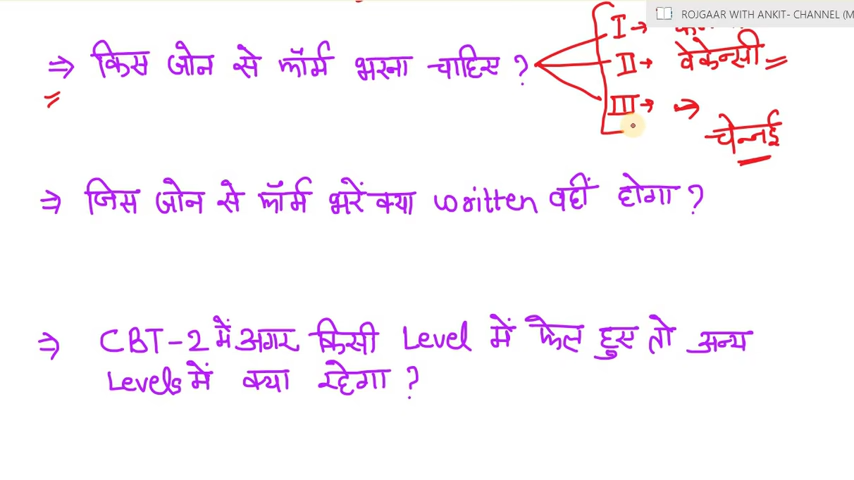 ROJGAAR WITH ANKIT- CHANNEL (M
I →
⇒ किस जोन से फॉर्म भरना चाहिए ?
II → वेकेन्सी
III → →
चेन्नई
⇒ जिस जोन से फॉर्म भरें क्या written वहीं होगा ?
⇒ CBT-2 में अगर किसी Level में फेल हुए तो अन्य
Levels में क्या रहेगा ?